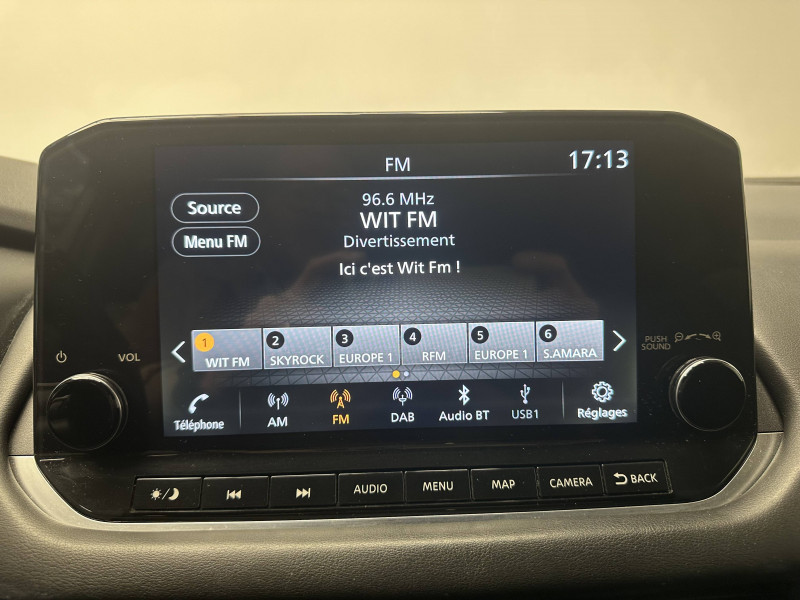 FM
17:13
Source
Menu FM
96.6 MHz
WIT FM
Divertissement
Ici c'est Wit Fm !
1 WIT FM
2 SKYROCK
3 EUROPE 1
4 RFM
5 EUROPE 1
6 S.AMARA
VOL
PUSH
SOUND
Téléphone
AM
FM
DAB
Audio BT
USB1
Réglages
AUDIO
MENU
MAP
CAMERA
BACK